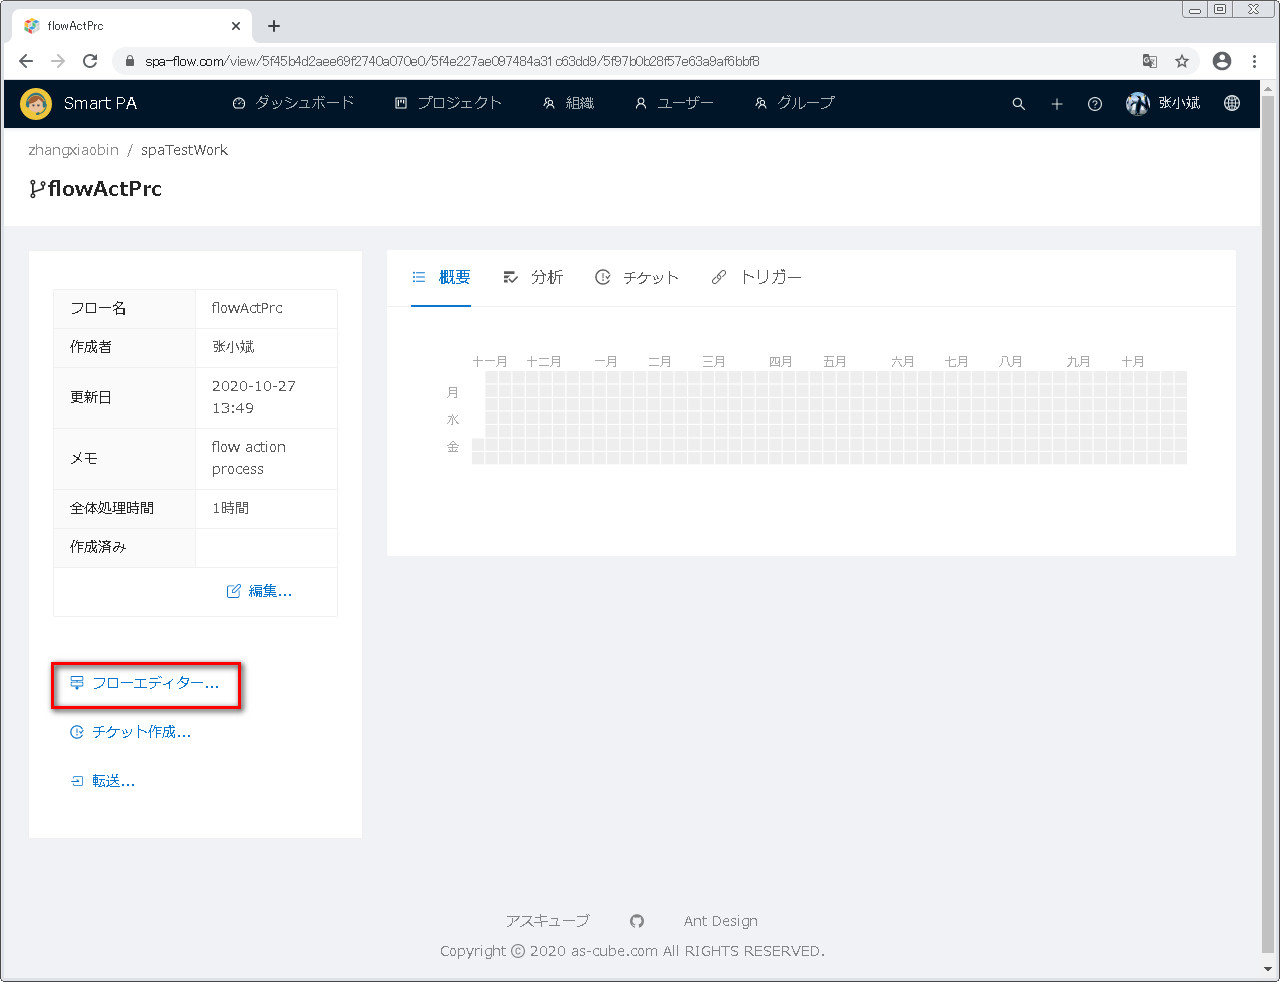 flowActPrc
spa-flow.com/view/5f45b4d2aee69f2740a070e0/5f4e227ae097484a31c63dd9/5f97b0b28f57e63a9af6bbf8
Smart PA ダッシュボード プロジェクト 組織 ユーザー グループ 张小斌
zhangxiaobin / spaTestWork
flowActPrc
フロー名 flowActPrc
作成者 张小斌
更新日 2020-10-27
13:49
メモ flow action
process
全体処理時間 1時間
作成済み
編集...
フローエディター...
チケット作成...
転送...
概要 分析 チケット トリガー
十一月 十二月 一月 二月 三月 四月 五月 六月 七月 八月 九月 十月
月
水
金
アスキューブ Ant Design
Copyright © 2020 as-cube.com All RIGHTS RESERVED.